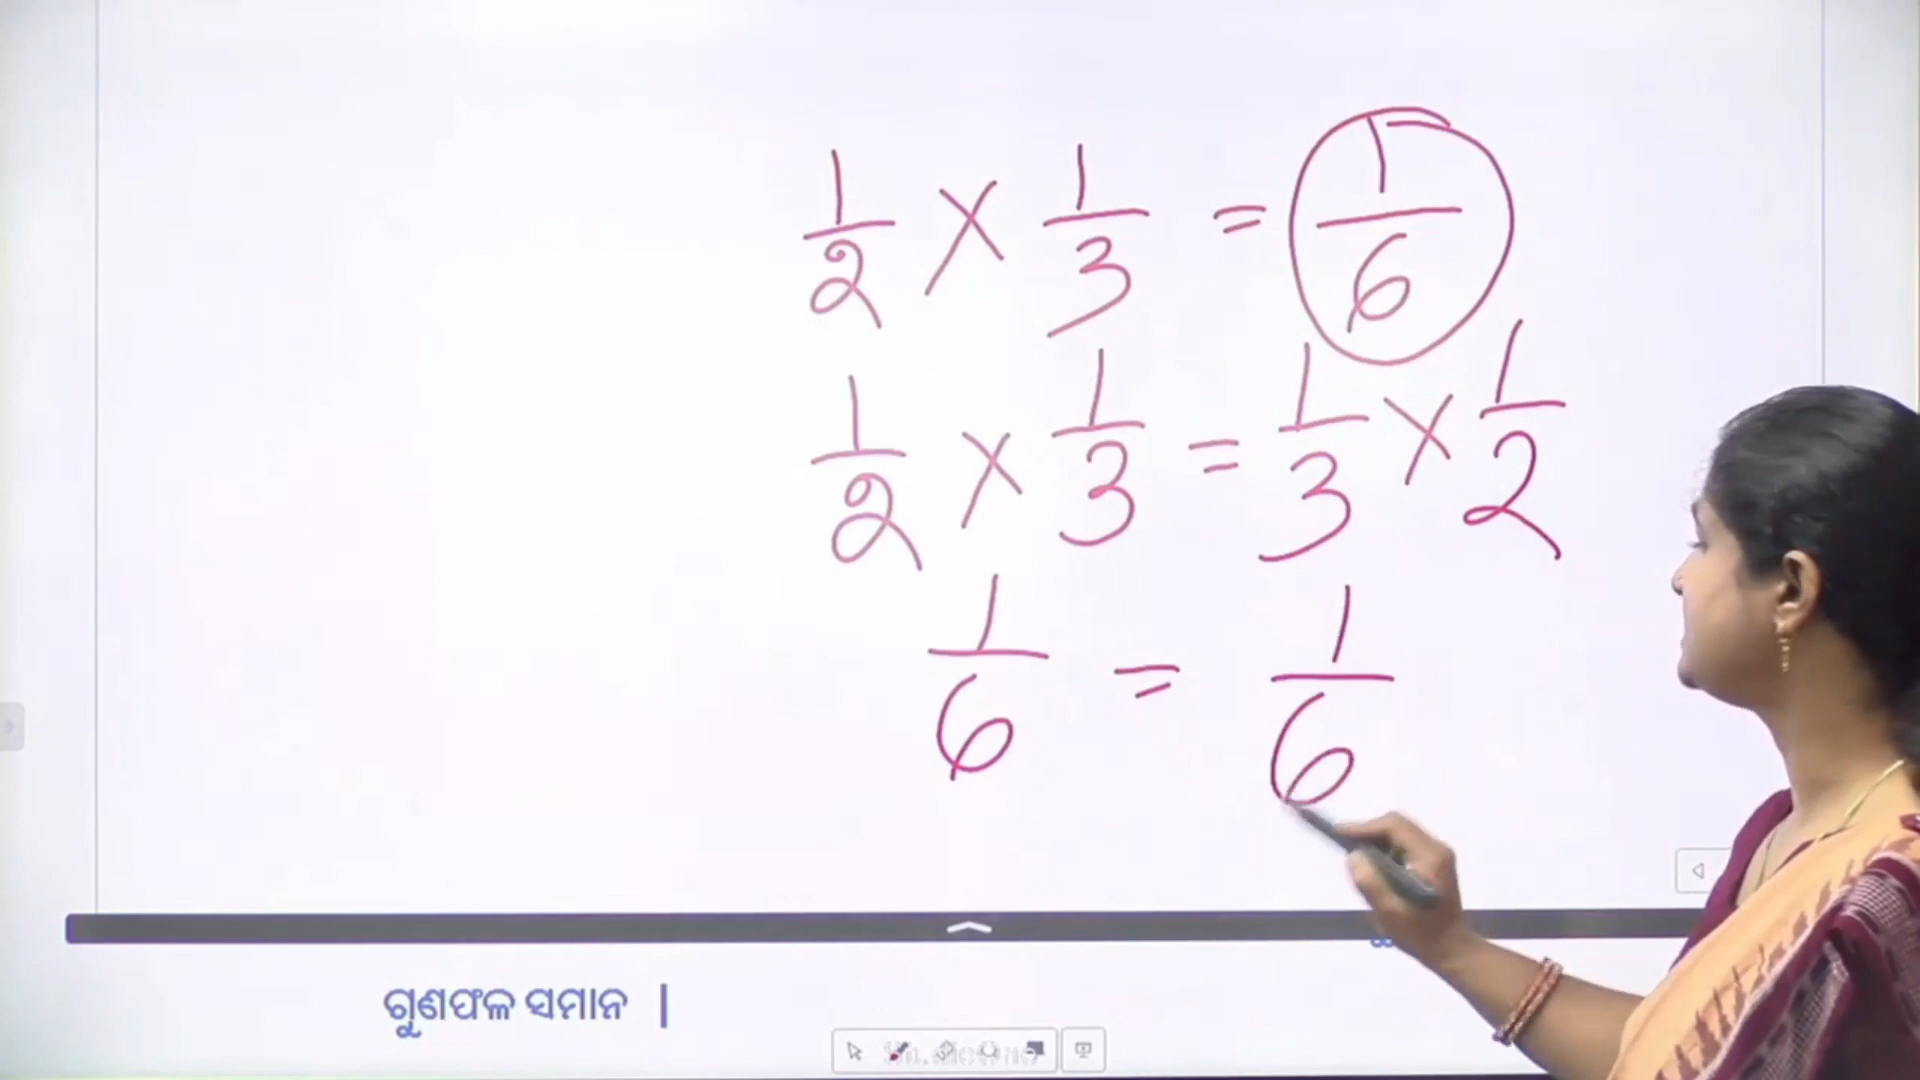 1/2 × 1/3 = 1/6
1/2 × 1/3 = 1/3 × 1/2
1/6 = 1/6
ଗୁଣଫଳ ସମାନ |